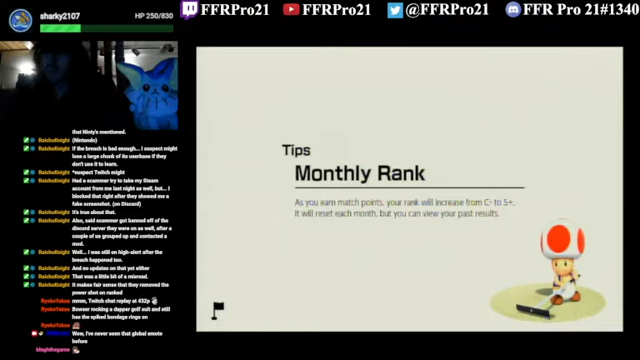 sharky2107
HP 250/830
FFRPro21
FFRPro21
@FFRPro21
FFR Pro 21#1340
that Ninty's mentioned.
RaichuKnight (Nintendo)
RaichuKnight If the breach is bad enough... I suspect might
lose a large chunk of its userbase if they
don't use it to learn.
RaichuKnight *suspect Twitch might
RaichuKnight Had a scammer try to take my Steam
account from me last night as well, but... I
blocked that right after they showed me a
fake screenshot. (on Discord)
RaichuKnight It's true about that.
RaichuKnight Also, said scammer got banned off of the
discord server they were on as well, after a
couple of us grouped up and contacted a
mod.
RaichuKnight Well... I was still on high-alert after the
breach happened too.
RaichuKnight And no updates on that yet either
RaichuKnight That was a little bit of a misread.
RaichuKnight It makes fair sense that they removed the
power shot on ranked
RyokoYakuo mmm, Twitch chat replay at 432p
RyokoYakuo Bowser rocking a dapper golf suit and still
has the spiked bondage rings on
RyokoYakuo
Wow, I've never seen that global emote
before
Tips
Monthly Rank
As you earn match points, your rank will increase from C- to S+.
It will reset each month, but you can view your past results.